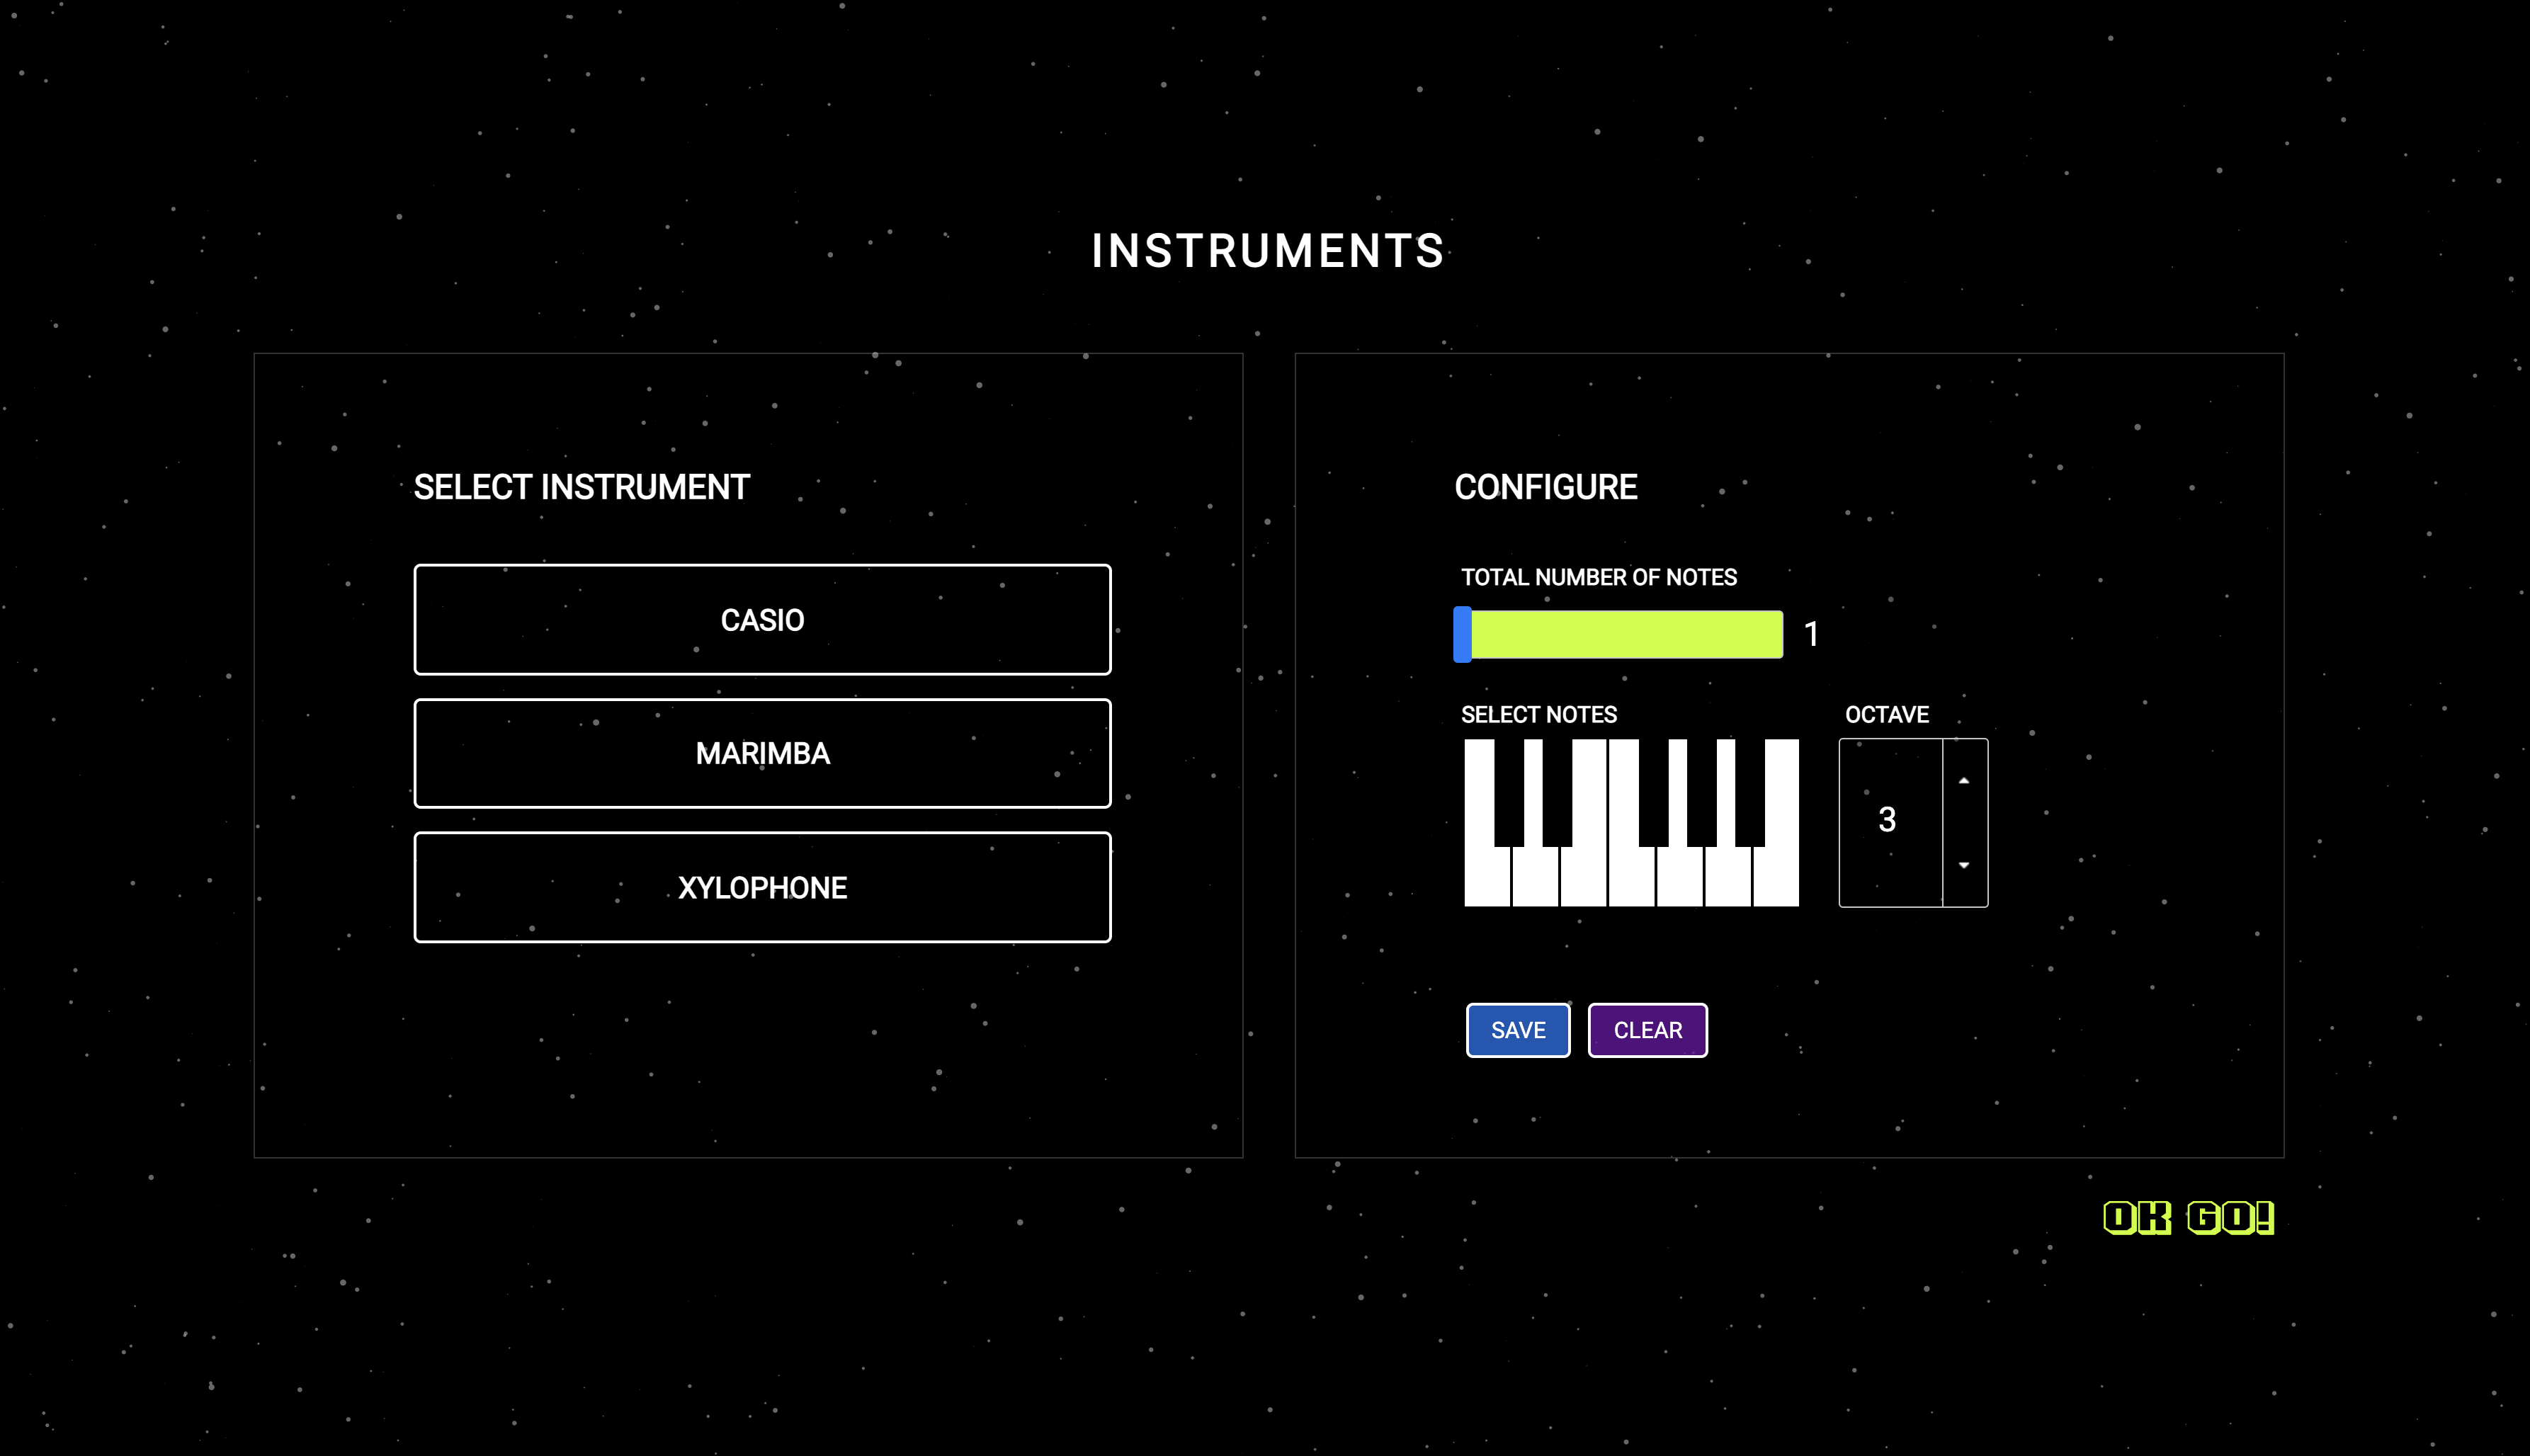 INSTRUMENTS
SELECT INSTRUMENT
CASIO
MARIMBA
XYLOPHONE
CONFIGURE
TOTAL NUMBER OF NOTES
1
SELECT NOTES
OCTAVE
3
SAVE
CLEAR
OK GO!